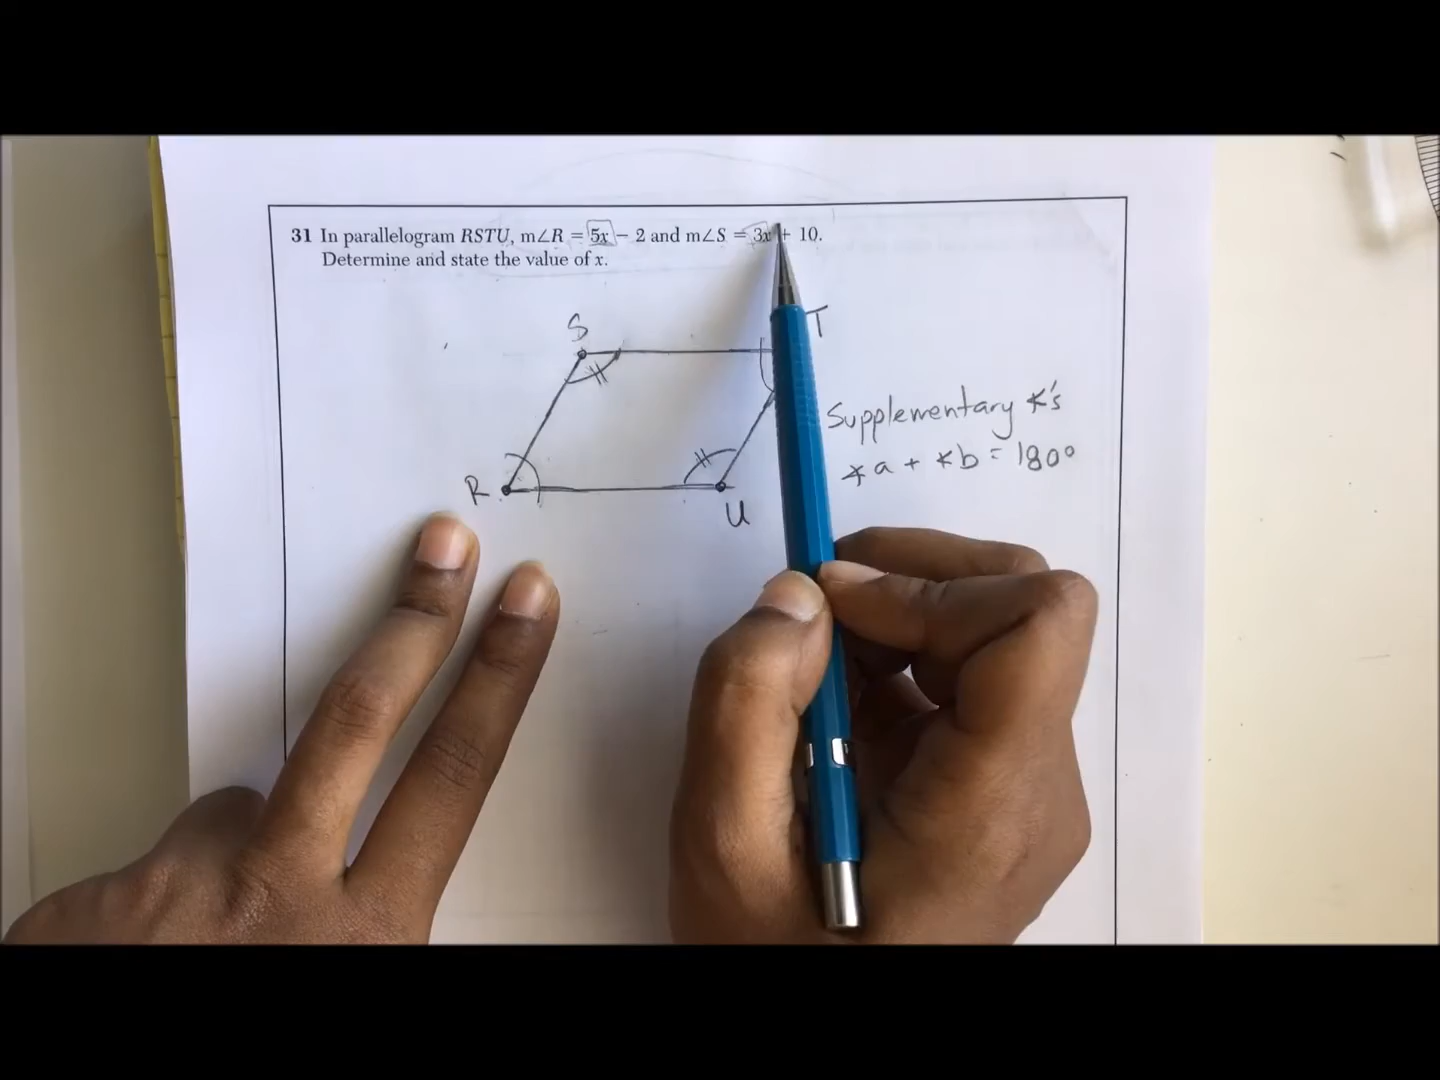 31 In parallelogram RSTU, m∠R = 5x − 2 and m∠S = 3x + 10.
Determine and state the value of x.
S
T
Supplementary ∡'s
∡a + ∡b = 180°
R
U